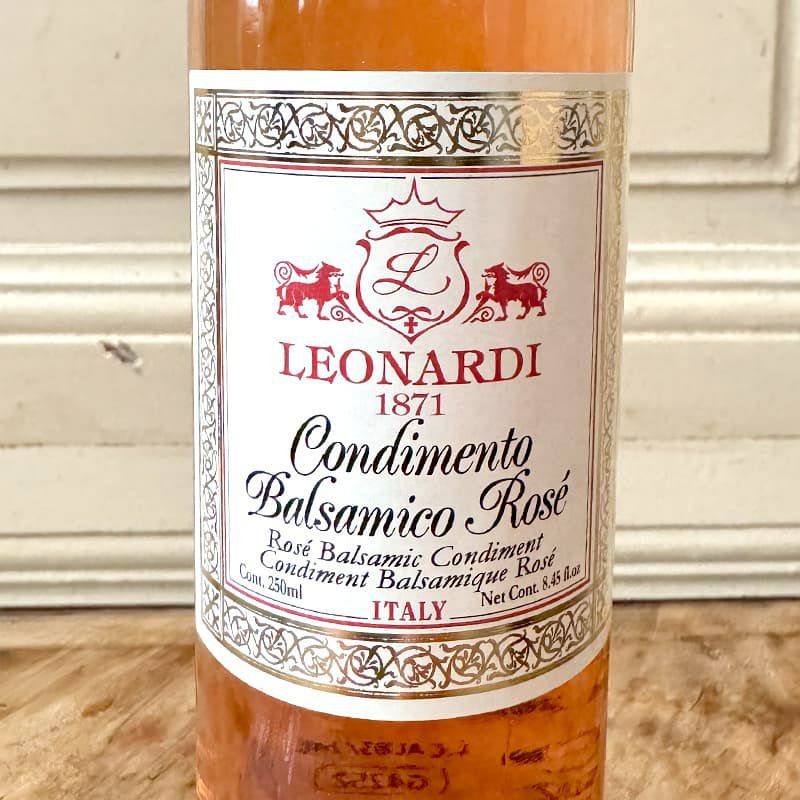 L
LEONARDI
1871
Condimento
Balsamico Rosé
Rosé Balsamic Condiment
Condiment Balsamique Rosé
Cont. 250ml
Net Cont. 8.45 fl.oz
ITALY